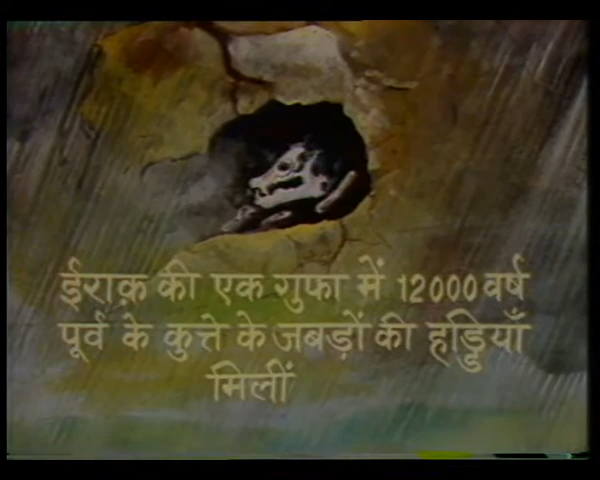 ईराक़ की एक गुफा में 12000 वर्ष
पूर्व के कुत्ते के जबड़ों की हड्डियाँ
मिलीं